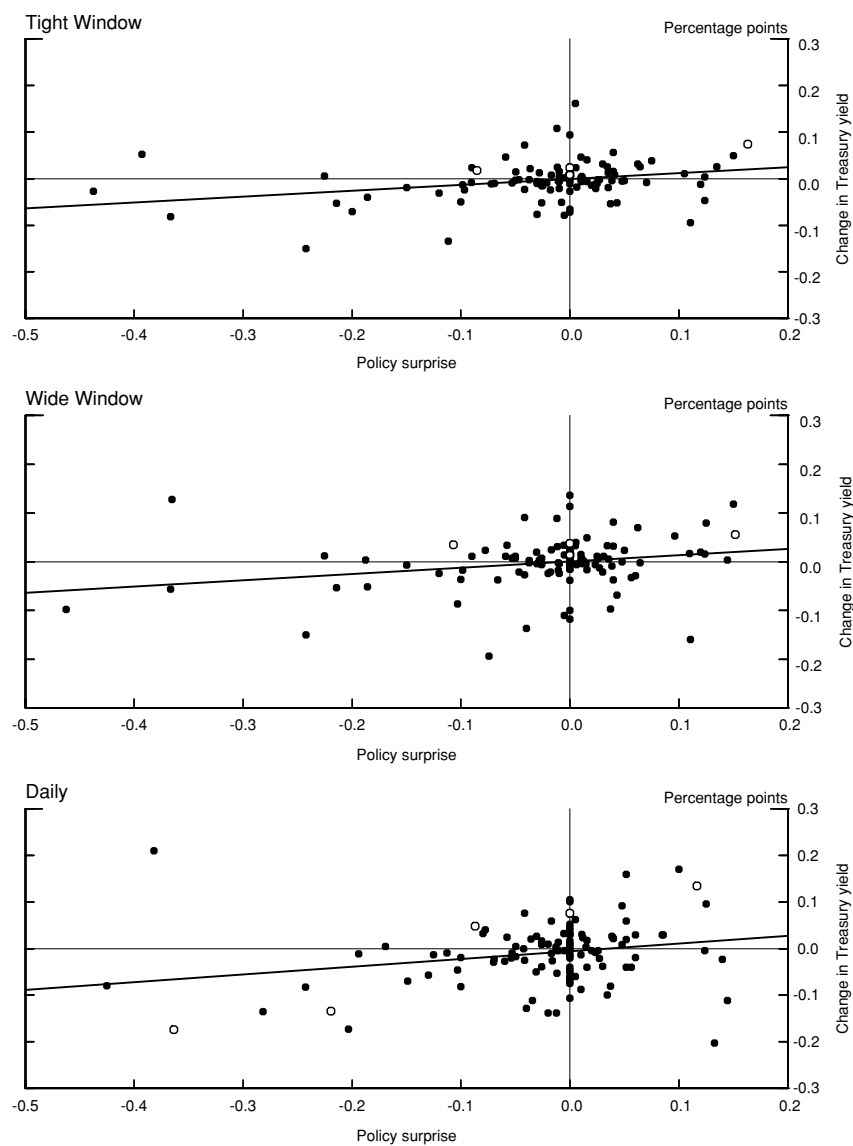 Tight Window
Percentage points
0.3
0.2
0.1
0.0
-0.1
-0.2
-0.3
Change in Treasury yield
-0.5 -0.4 -0.3 -0.2 -0.1 0.0 0.1 0.2
Policy surprise
Wide Window
Percentage points
0.3
0.2
0.1
0.0
-0.1
-0.2
-0.3
Change in Treasury yield
-0.5 -0.4 -0.3 -0.2 -0.1 0.0 0.1 0.2
Policy surprise
Daily
Percentage points
0.3
0.2
0.1
0.0
-0.1
-0.2
-0.3
Change in Treasury yield
-0.5 -0.4 -0.3 -0.2 -0.1 0.0 0.1 0.2
Policy surprise